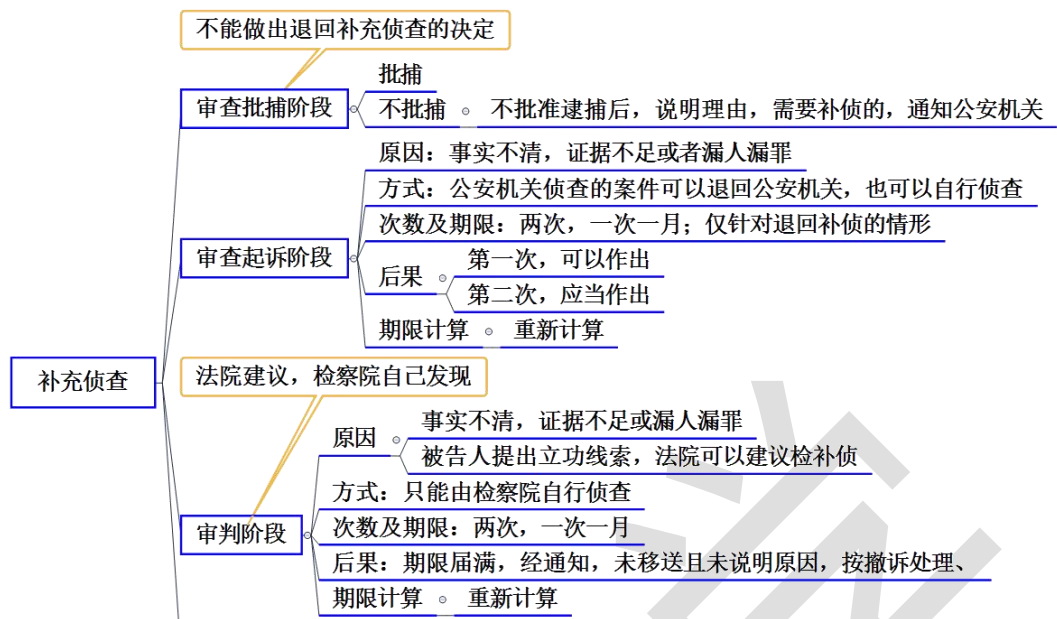 不能做出退回补充侦查的决定
审查批捕阶段
批捕
不批捕
不批准逮捕后，说明理由，需要补侦的，通知公安机关
审查起诉阶段
原因：事实不清，证据不足或者漏人漏罪
方式：公安机关侦查的案件可以退回公安机关，也可以自行侦查
次数及期限：两次，一次一月；仅针对退回补侦的情形
后果
第一次，可以作出
第二次，应当作出
期限计算
重新计算
补充侦查
法院建议，检察院自己发现
审判阶段
原因
事实不清，证据不足或漏人漏罪
被告人提出立功线索，法院可以建议检补侦
方式：只能由检察院自行侦查
次数及期限：两次，一次一月
后果：期限届满，经通知，未移送且未说明原因，按撤诉处理、
期限计算
重新计算